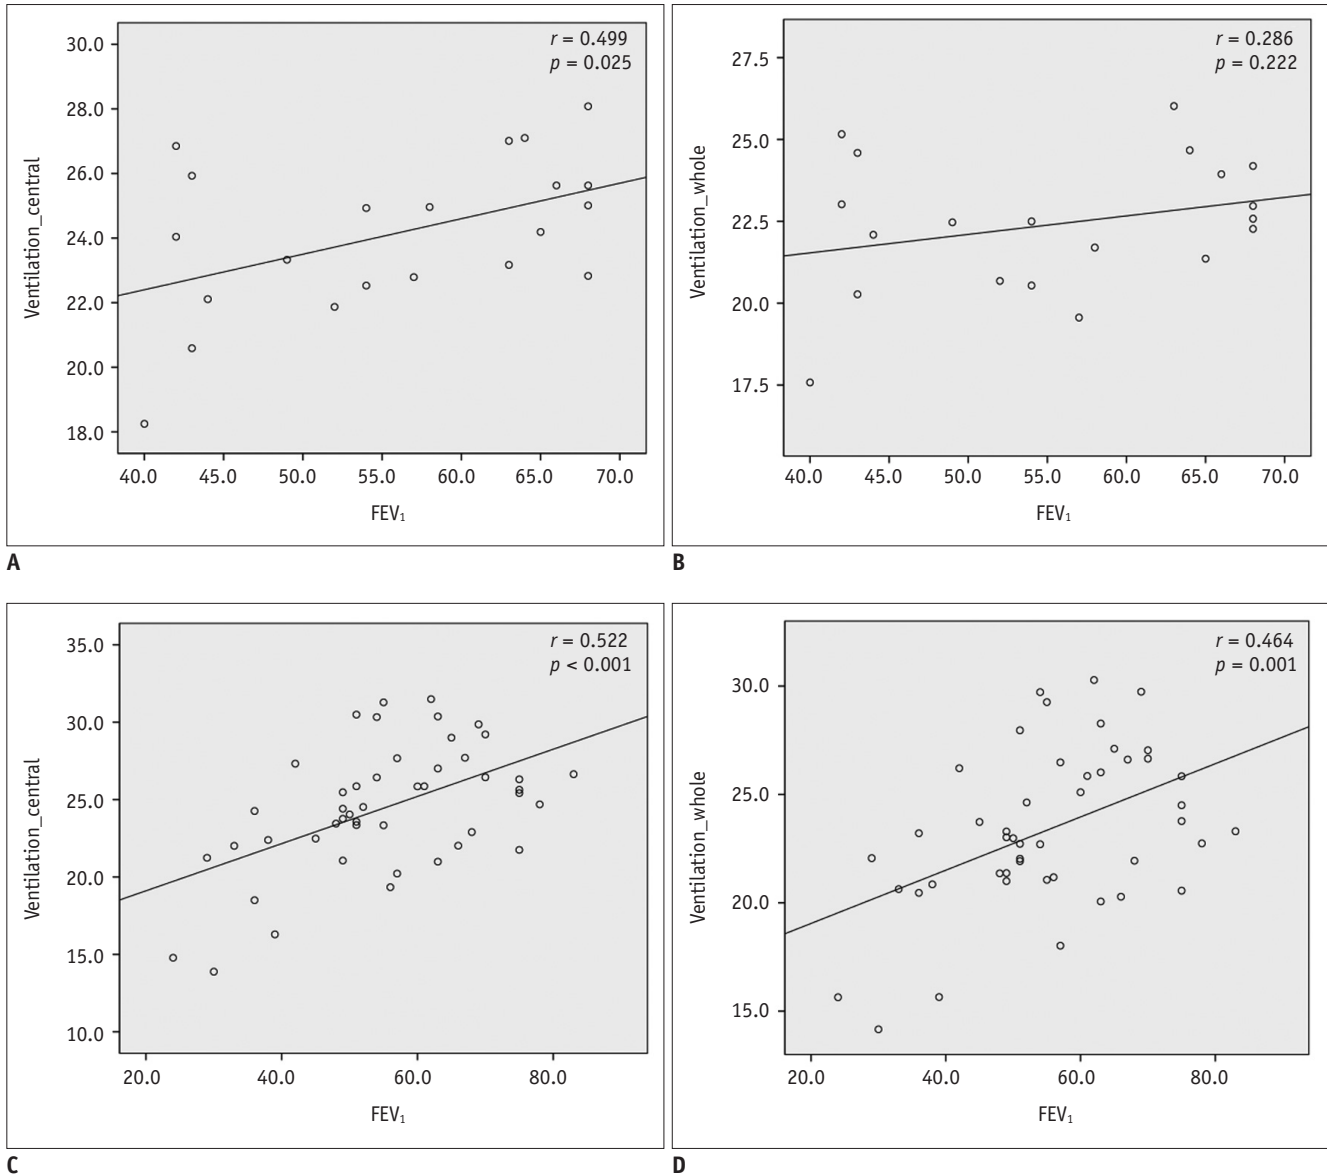 r = 0.499
p = 0.025
30.0
28.0
26.0
24.0
22.0
20.0
18.0
Ventilation_central
40.0 45.0 50.0 55.0 60.0 65.0 70.0
FEV₁
A
r = 0.286
p = 0.222
27.5
25.0
22.5
20.0
17.5
Ventilation_whole
40.0 45.0 50.0 55.0 60.0 65.0 70.0
FEV₁
B
r = 0.522
p < 0.001
35.0
30.0
25.0
20.0
15.0
10.0
Ventilation_central
20.0 40.0 60.0 80.0
FEV₁
C
r = 0.464
p = 0.001
30.0
25.0
20.0
15.0
Ventilation_whole
20.0 40.0 60.0 80.0
FEV₁
D